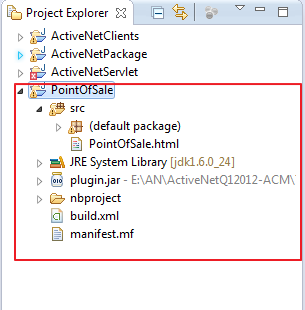 Project Explorer
ActiveNetClients
ActiveNetPackage
ActiveNetServlet
PointOfSale
src
(default package)
PointOfSale.html
JRE System Library [jdk1.6.0_24]
plugin.jar - E:\AN\ActiveNetQ12012-ACM\
nbproject
build.xml
manifest.mf